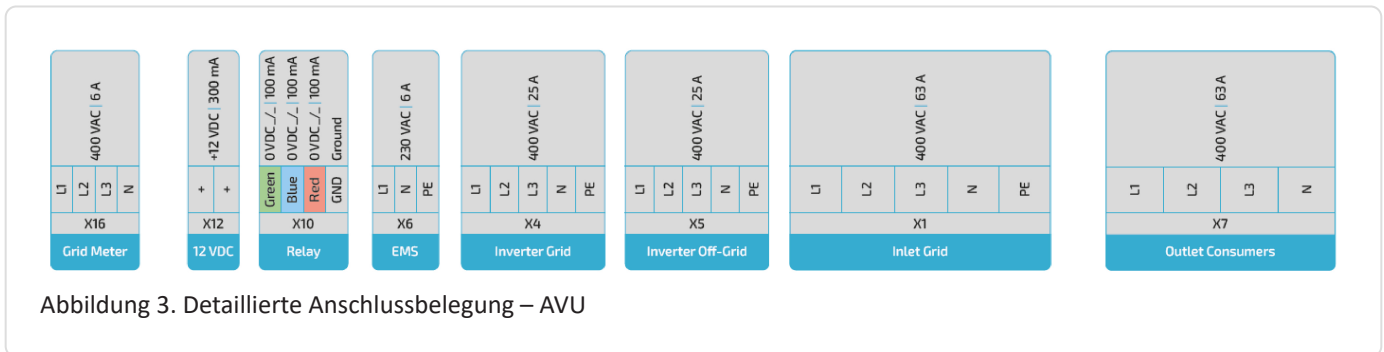 400 VAC | 6 A
L1 L2 L3 N
X16
Grid Meter
+12 VDC | 300 mA
+ +
X12
12 VDC
0 VDC_/_ | 100 mA
0 VDC_/_ | 100 mA
0 VDC_/_ | 100 mA
Ground
Green Blue Red GND
X10
Relay
230 VAC | 6 A
L1 N PE
X6
EMS
400 VAC | 25 A
L1 L2 L3 N PE
X4
Inverter Grid
400 VAC | 25 A
L1 L2 L3 N PE
X5
Inverter Off-Grid
400 VAC | 63 A
L1 L2 L3 N PE
X1
Inlet Grid
400 VAC | 63 A
L1 L2 L3 N
X7
Outlet Consumers
Abbildung 3. Detaillierte Anschlussbelegung – AVU